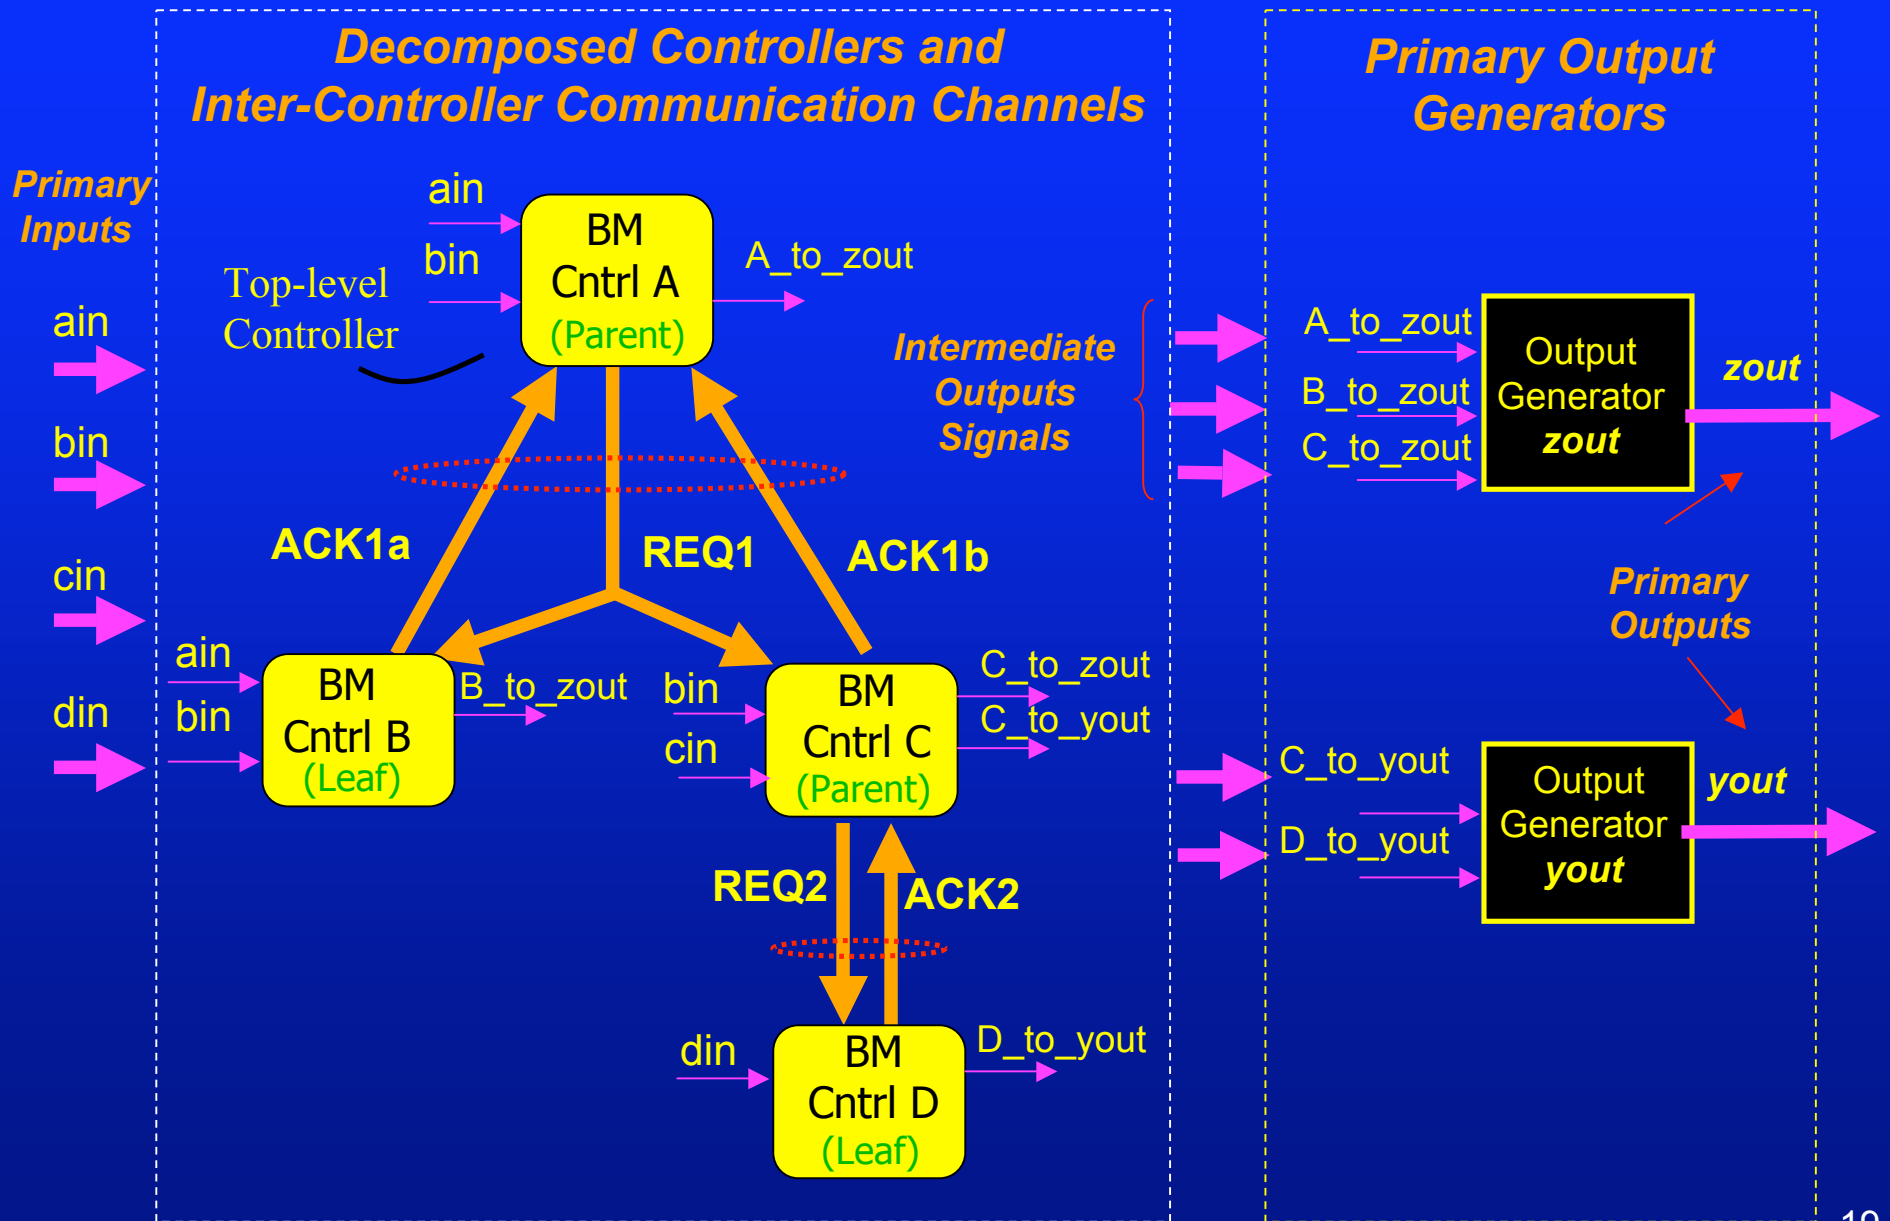 Decomposed Controllers and
Inter-Controller Communication Channels
Primary Output
Generators
Primary
Inputs
ain
bin
cin
din
Top-level
Controller
ain
bin
BM
Cntrl A
(Parent)
A_to_zout
ACK1a
REQ1
ACK1b
ain
bin
BM
Cntrl B
(Leaf)
B_to_zout
bin
cin
BM
Cntrl C
(Parent)
C_to_zout
C_to_yout
REQ2
ACK2
din
BM
Cntrl D
(Leaf)
D_to_yout
Intermediate
Outputs
Signals
A_to_zout
B_to_zout
C_to_zout
Output
Generator
zout
zout
Primary
Outputs
C_to_yout
D_to_yout
Output
Generator
yout
yout